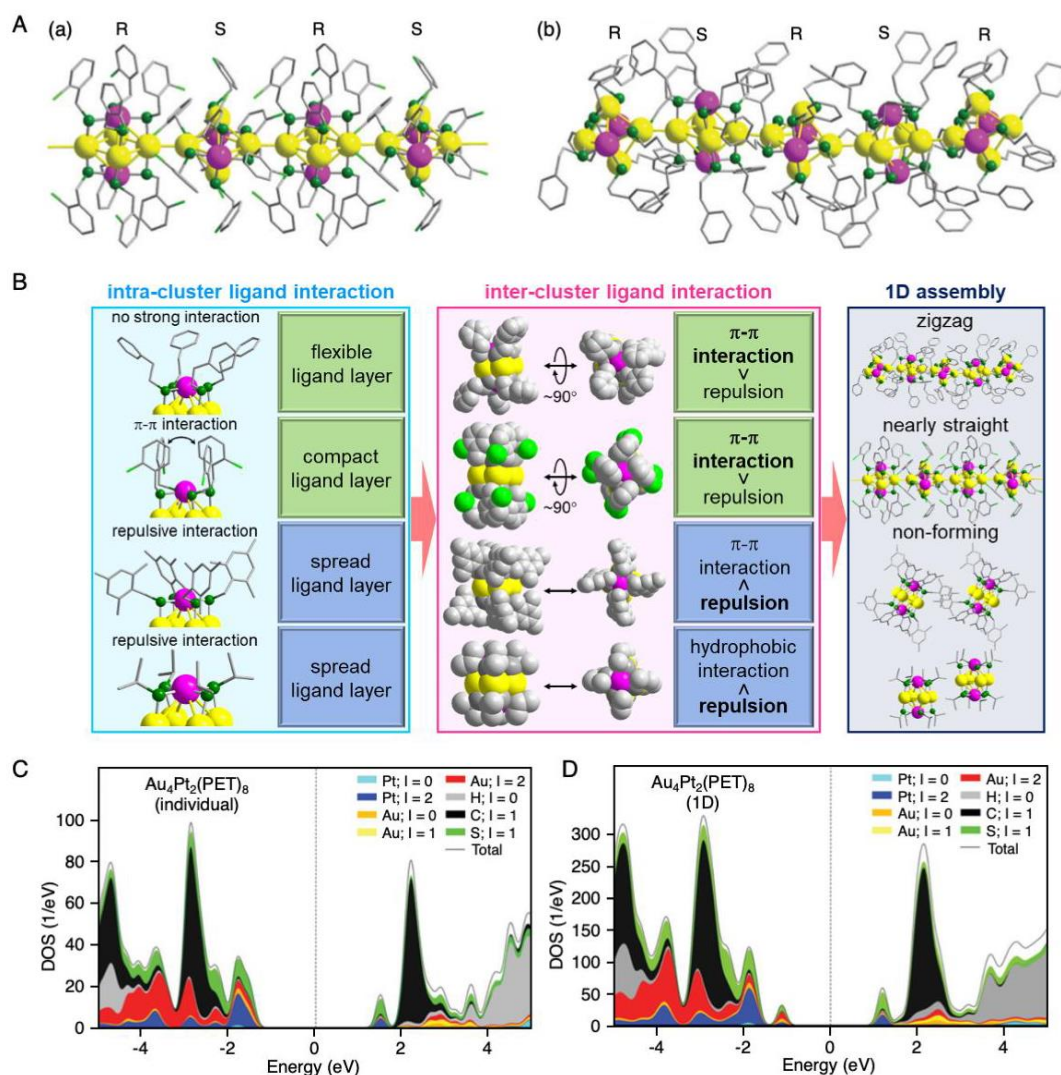 A
(a)
R S R S
(b)
R S R S R
B
intra-cluster ligand interaction
no strong interaction
flexible
ligand layer
π-π interaction
compact
ligand layer
repulsive interaction
spread
ligand layer
repulsive interaction
spread
ligand layer
inter-cluster ligand interaction
~90°
π-π
interaction
∨
repulsion
~90°
π-π
interaction
∨
repulsion
π-π
interaction
∧
repulsion
hydrophobic
interaction
∧
repulsion
1D assembly
zigzag
nearly straight
non-forming
C
Au₄Pt₂(PET)₈
(individual)
Pt; l = 0
Pt; l = 2
Au; l = 0
Au; l = 1
Au; l = 2
H; l = 0
C; l = 1
S; l = 1
Total
DOS (1/eV)
100
80
60
40
20
0
-4 -2 0 2 4
Energy (eV)
D
Au₄Pt₂(PET)₈
(1D)
Pt; l = 0
Pt; l = 2
Au; l = 0
Au; l = 1
Au; l = 2
H; l = 0
C; l = 1
S; l = 1
Total
DOS (1/eV)
300
250
200
150
100
50
0
-4 -2 0 2 4
Energy (eV)